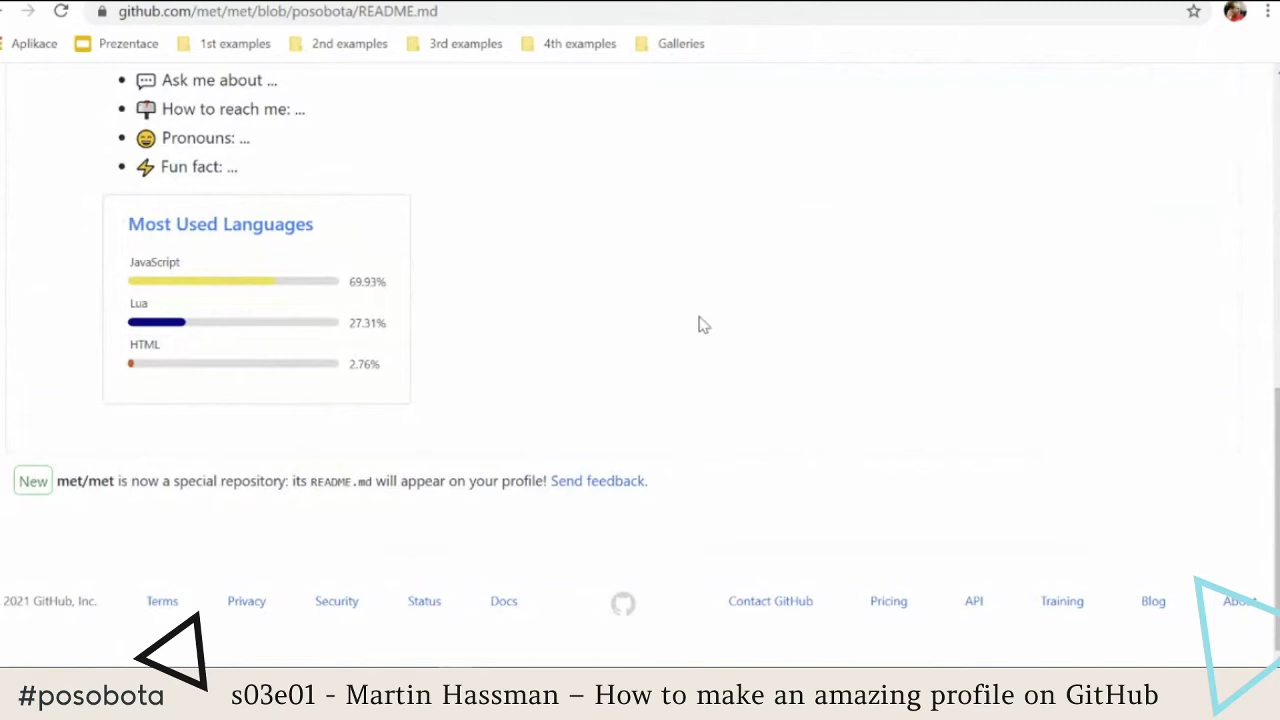 github.com/met/met/blob/posobota/README.md
Aplikace Prezentace 1st examples 2nd examples 3rd examples 4th examples Galleries
Ask me about ...
How to reach me: ...
Pronouns: ...
Fun fact: ...
Most Used Languages
JavaScript
69.93%
Lua
27.31%
HTML
2.76%
New met/met is now a special repository: its README.md will appear on your profile! Send feedback.
2021 GitHub, Inc. Terms Privacy Security Status Docs Contact GitHub Pricing API Training Blog About
#posobota s03e01 - Martin Hassman – How to make an amazing profile on GitHub